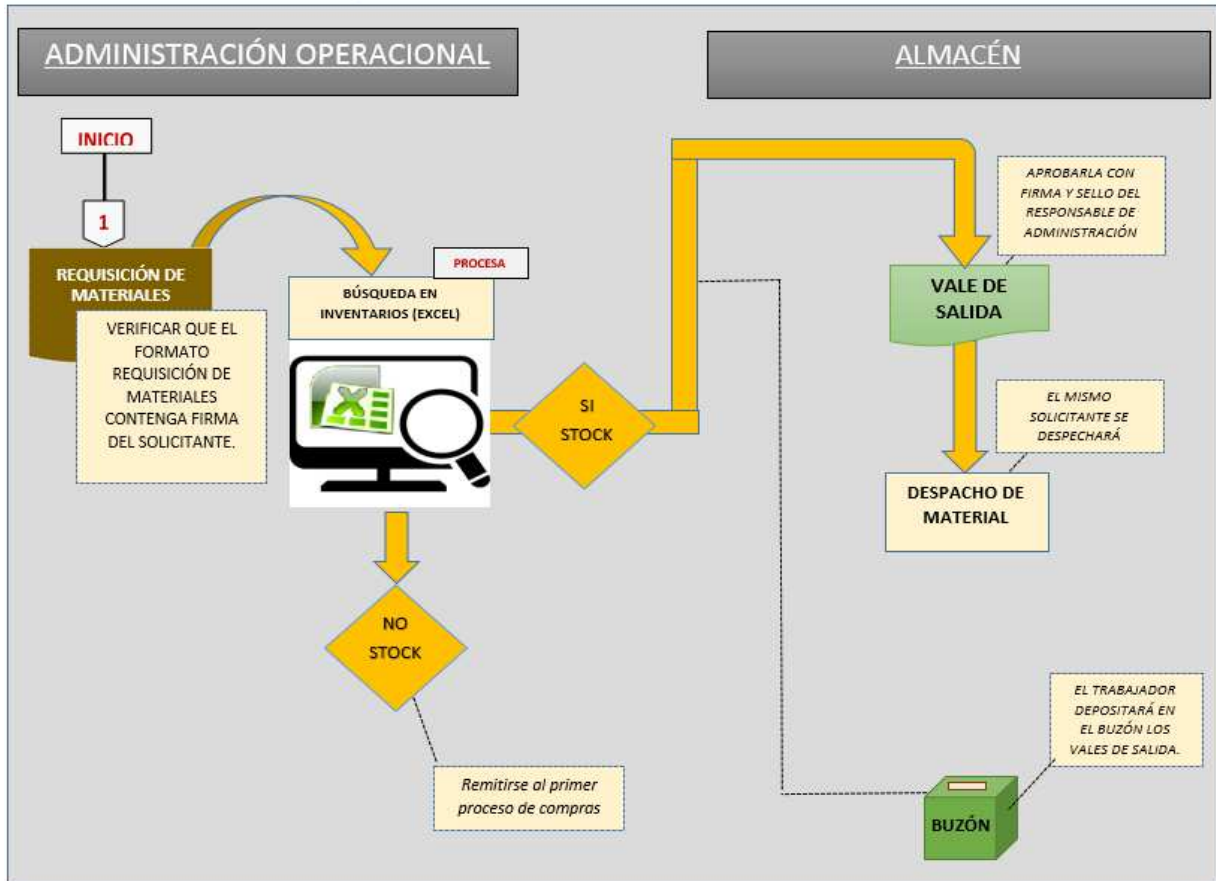 ADMINISTRACIÓN OPERACIONAL
ALMACÉN
INICIO
1
REQUISICIÓN DE
MATERIALES
VERIFICAR QUE EL
FORMATO
REQUISICIÓN DE
MATERIALES
CONTENGA FIRMA
DEL SOLICITANTE.
PROCESA
BÚSQUEDA EN
INVENTARIOS (EXCEL)
SI
STOCK
NO
STOCK
Remitirse al primer
proceso de compras
APROBARLA CON
FIRMA Y SELLO DEL
RESPONSABLE DE
ADMINISTRACIÓN
VALE DE
SALIDA
EL MISMO
SOLICITANTE SE
DESPECHARÁ
DESPACHO DE
MATERIAL
EL TRABAJADOR
DEPOSITARÁ EN
EL BUZÓN LOS
VALES DE SALIDA.
BUZÓN